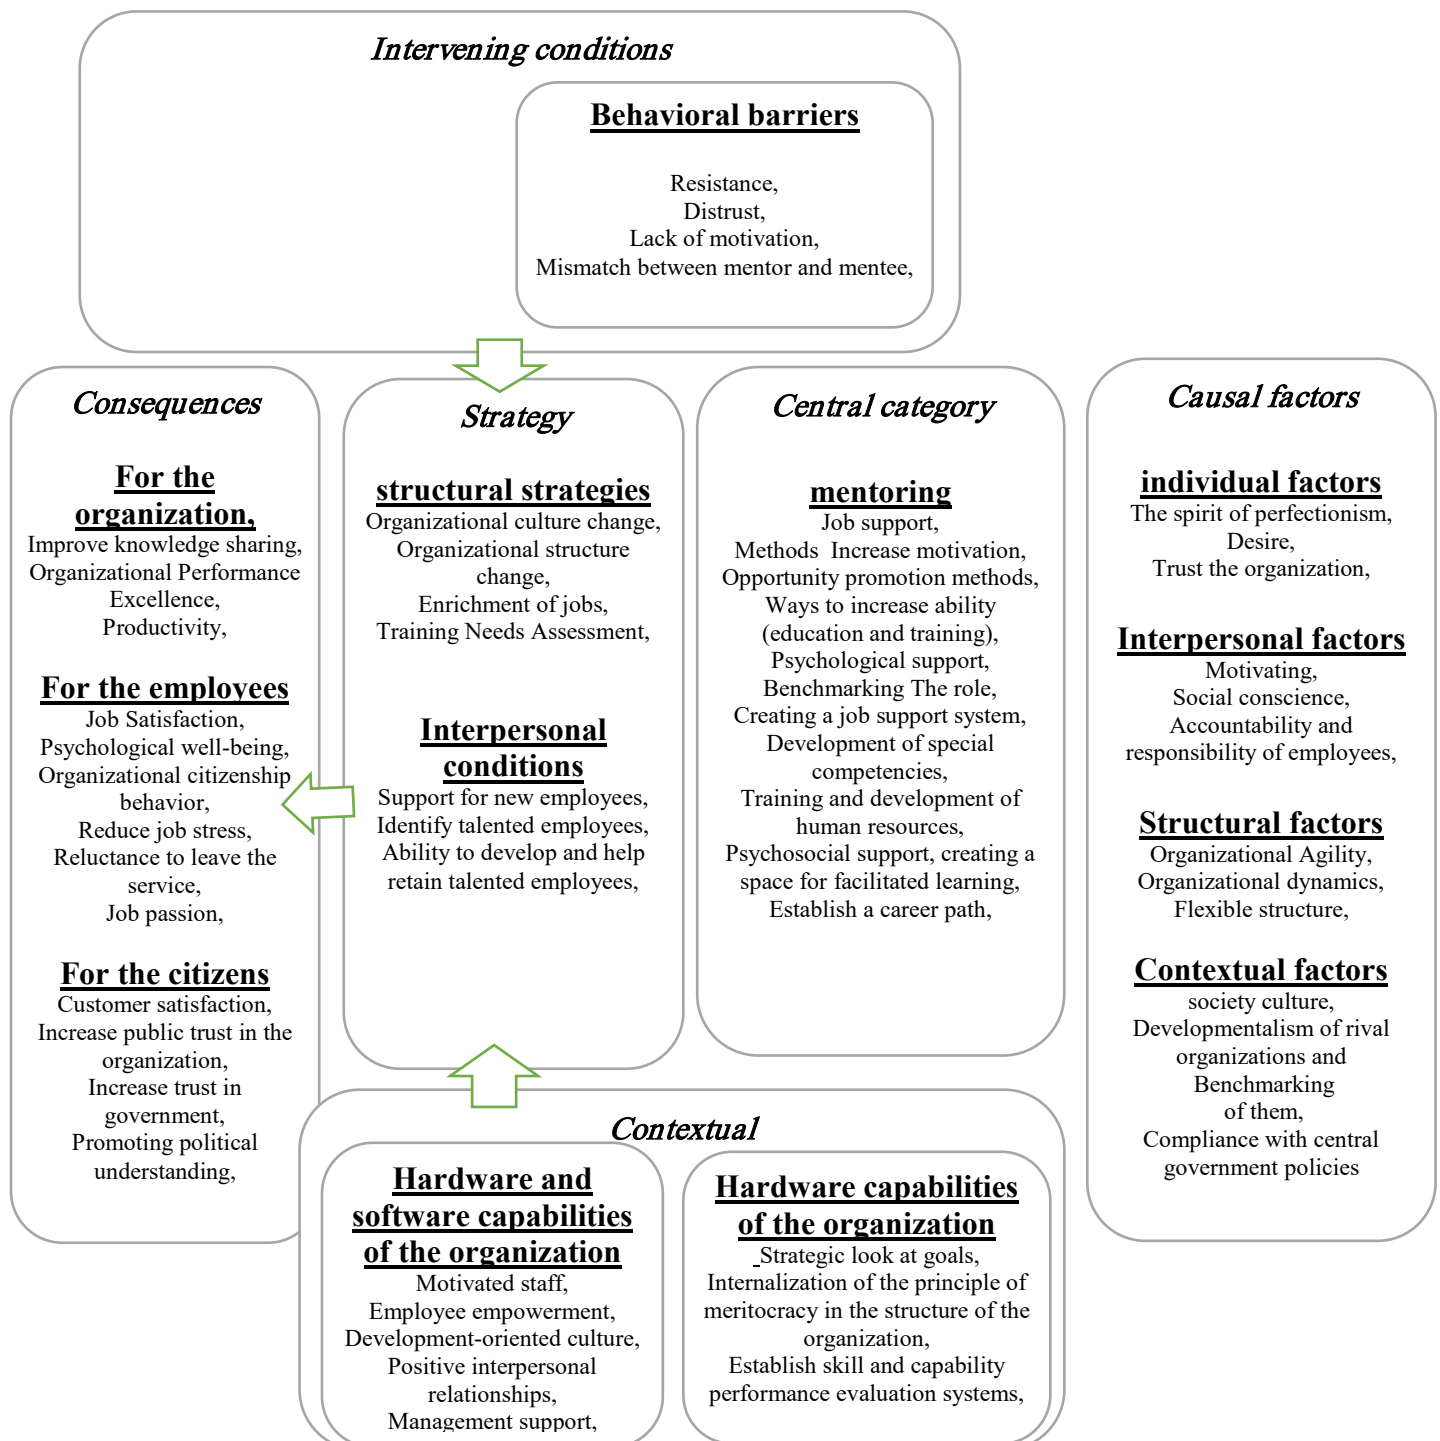 Intervening conditions
Behavioral barriers
Resistance,
Distrust,
Lack of motivation,
Mismatch between mentor and mentee,
Consequences
For the
organization,
Improve knowledge sharing,
Organizational Performance
Excellence,
Productivity,
For the employees
Job Satisfaction,
Psychological well-being,
Organizational citizenship
behavior,
Reduce job stress,
Reluctance to leave the
service,
Job passion,
For the citizens
Customer satisfaction,
Increase public trust in the
organization,
Increase trust in
government,
Promoting political
understanding,
Strategy
structural strategies
Organizational culture change,
Organizational structure
change,
Enrichment of jobs,
Training Needs Assessment,
Interpersonal
conditions
Support for new employees,
Identify talented employees,
Ability to develop and help
retain talented employees,
Central category
mentoring
Job support,
Methods  Increase motivation,
Opportunity promotion methods,
Ways to increase ability
(education and training),
Psychological support,
Benchmarking The role,
Creating a job support system,
Development of special
competencies,
Training and development of
human resources,
Psychosocial support, creating a
space for facilitated learning,
Establish a career path,
Causal factors
individual factors
The spirit of perfectionism,
Desire,
Trust the organization,
Interpersonal factors
Motivating,
Social conscience,
Accountability and
responsibility of employees,
Structural factors
Organizational Agility,
Organizational dynamics,
Flexible structure,
Contextual factors
society culture,
Developmentalism of rival
organizations and
Benchmarking
of them,
Compliance with central
government policies
Contextual
Hardware and
software capabilities
of the organization
Motivated staff,
Employee empowerment,
Development-oriented culture,
Positive interpersonal
relationships,
Management support,
Hardware capabilities
of the organization
Strategic look at goals,
Internalization of the principle of
meritocracy in the structure of the
organization,
Establish skill and capability
performance evaluation systems,